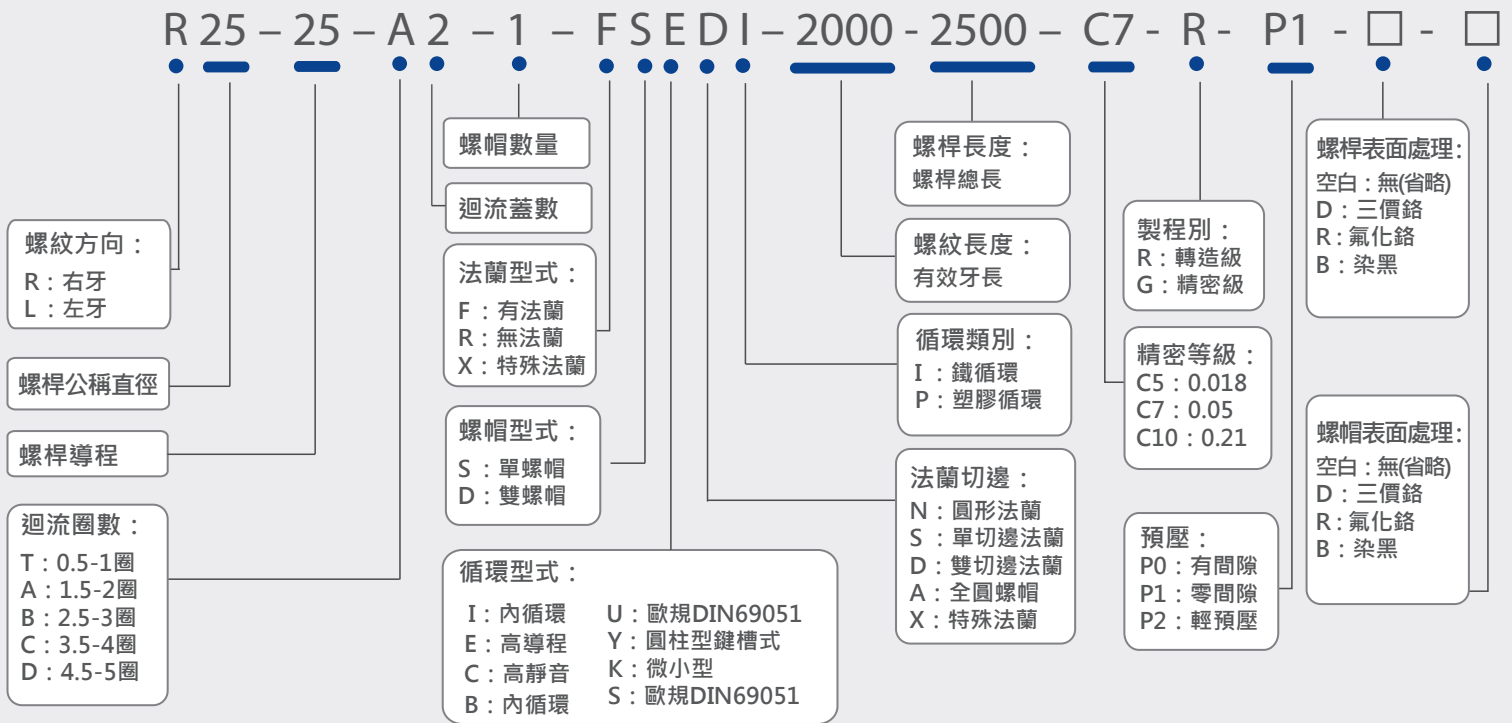 R 25 – 25 – A 2 – 1 – F S E D I – 2000 - 2500 – C7 - R - P1 - □ - □
螺紋方向：
R：右牙
L：左牙
螺桿公稱直徑
螺桿導程
迴流圈數：
T：0.5-1圈
A：1.5-2圈
B：2.5-3圈
C：3.5-4圈
D：4.5-5圈
螺帽數量
迴流蓋數
法蘭型式：
F：有法蘭
R：無法蘭
X：特殊法蘭
螺帽型式：
S：單螺帽
D：雙螺帽
循環型式：
I：內循環
E：高導程
C：高靜音
B：內循環
U：歐規DIN69051
Y：圓柱型鍵槽式
K：微小型
S：歐規DIN69051
螺桿長度：
螺桿總長
螺紋長度：
有效牙長
循環類別：
I：鐵循環
P：塑膠循環
法蘭切邊：
N：圓形法蘭
S：單切邊法蘭
D：雙切邊法蘭
A：全圓螺帽
X：特殊法蘭
製程別：
R：轉造級
G：精密級
精密等級：
C5：0.018
C7：0.05
C10：0.21
預壓：
P0：有間隙
P1：零間隙
P2：輕預壓
螺桿表面處理：
空白：無(省略)
D：三價鉻
R：氟化鉻
B：染黑
螺帽表面處理：
空白：無(省略)
D：三價鉻
R：氟化鉻
B：染黑